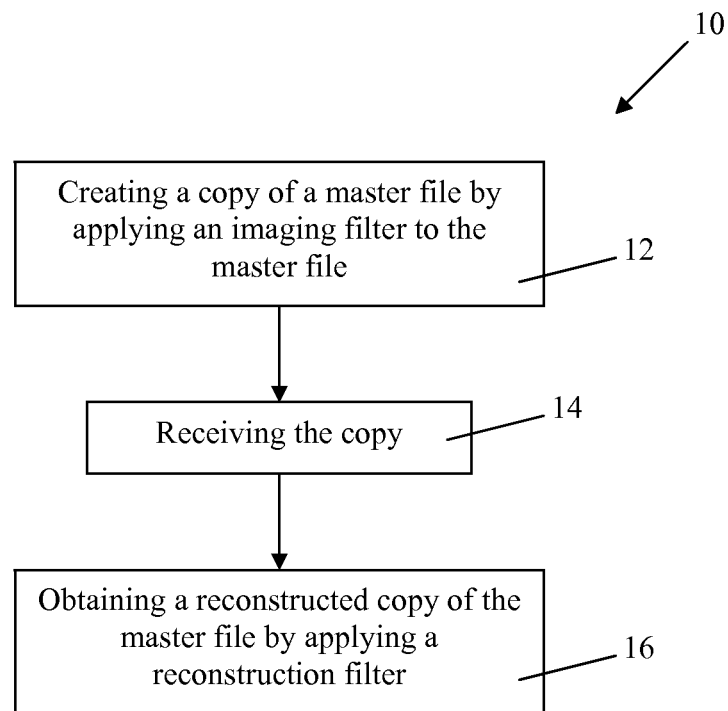 10
Creating a copy of a master file by
applying an imaging filter to the
master file
12
Receiving the copy
14
Obtaining a reconstructed copy of the
master file by applying a
reconstruction filter
16